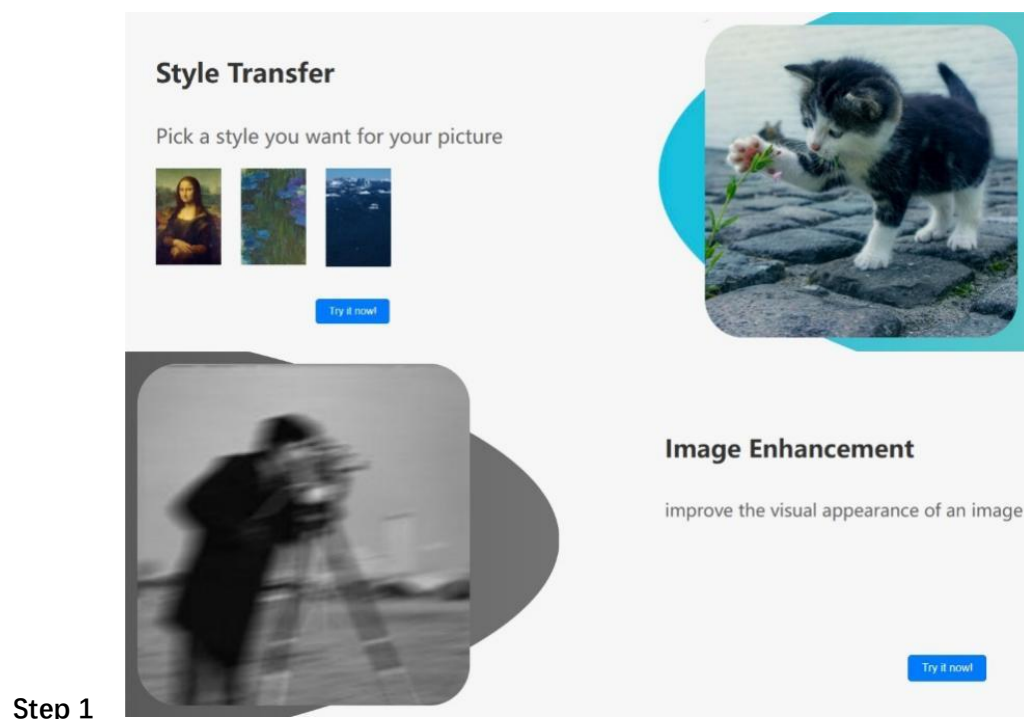 Style Transfer
Pick a style you want for your picture
Try it now!
Image Enhancement
improve the visual appearance of an image
Try it now!
Step 1